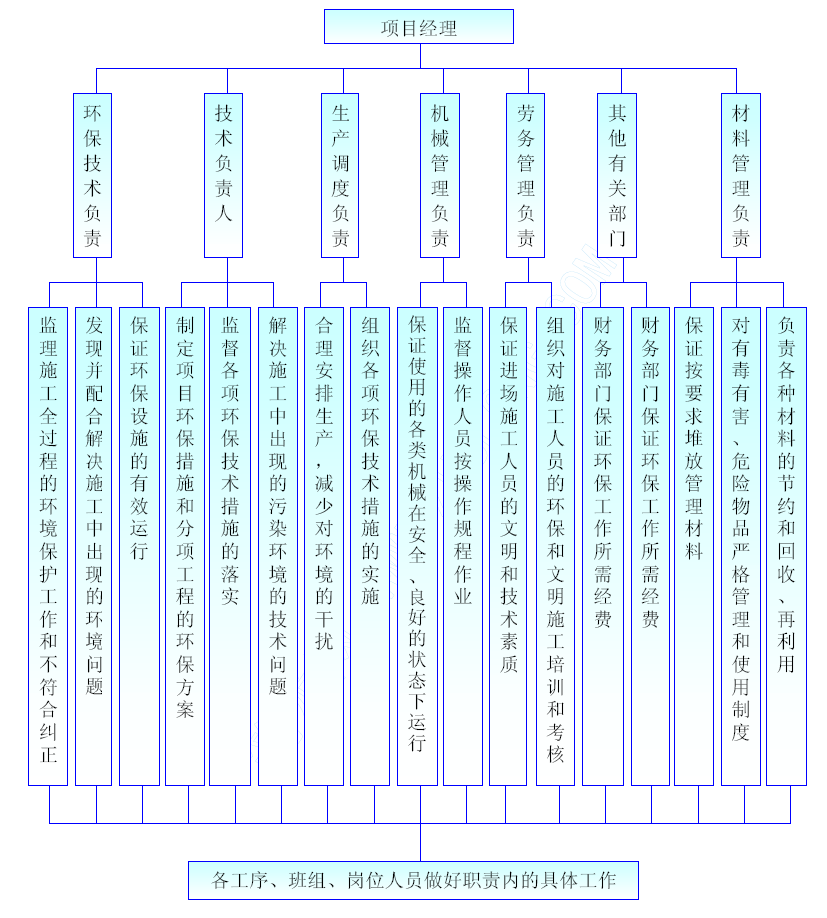 项目经理
环保技术负责
技术负责人
生产调度负责
机械管理负责
劳务管理负责
其他有关部门
材料管理负责
监理施工全过程的环境保护工作和不符合纠正
发现并配合解决施工中出现的环境问题
保证环保设施的有效运行
制定项目环保措施和分项工程的环保方案
监督各项环保技术措施的落实
解决施工中出现的污染环境的技术问题
合理安排生产，减少对环境的干扰
组织各项环保技术措施的实施
保证使用的各类机械在安全、良好的状态下运行
监督操作人员按操作规程作业
保证进场施工人员的文明和技术素质
组织对施工人员的环保和文明施工培训和考核
财务部门保证环保工作所需经费
财务部门保证环保工作所需经费
保证按要求堆放管理材料
对有毒有害、危险物品严格管理和使用制度
负责各种材料的节约和回收、再利用
各工序、班组、岗位人员做好职责内的具体工作